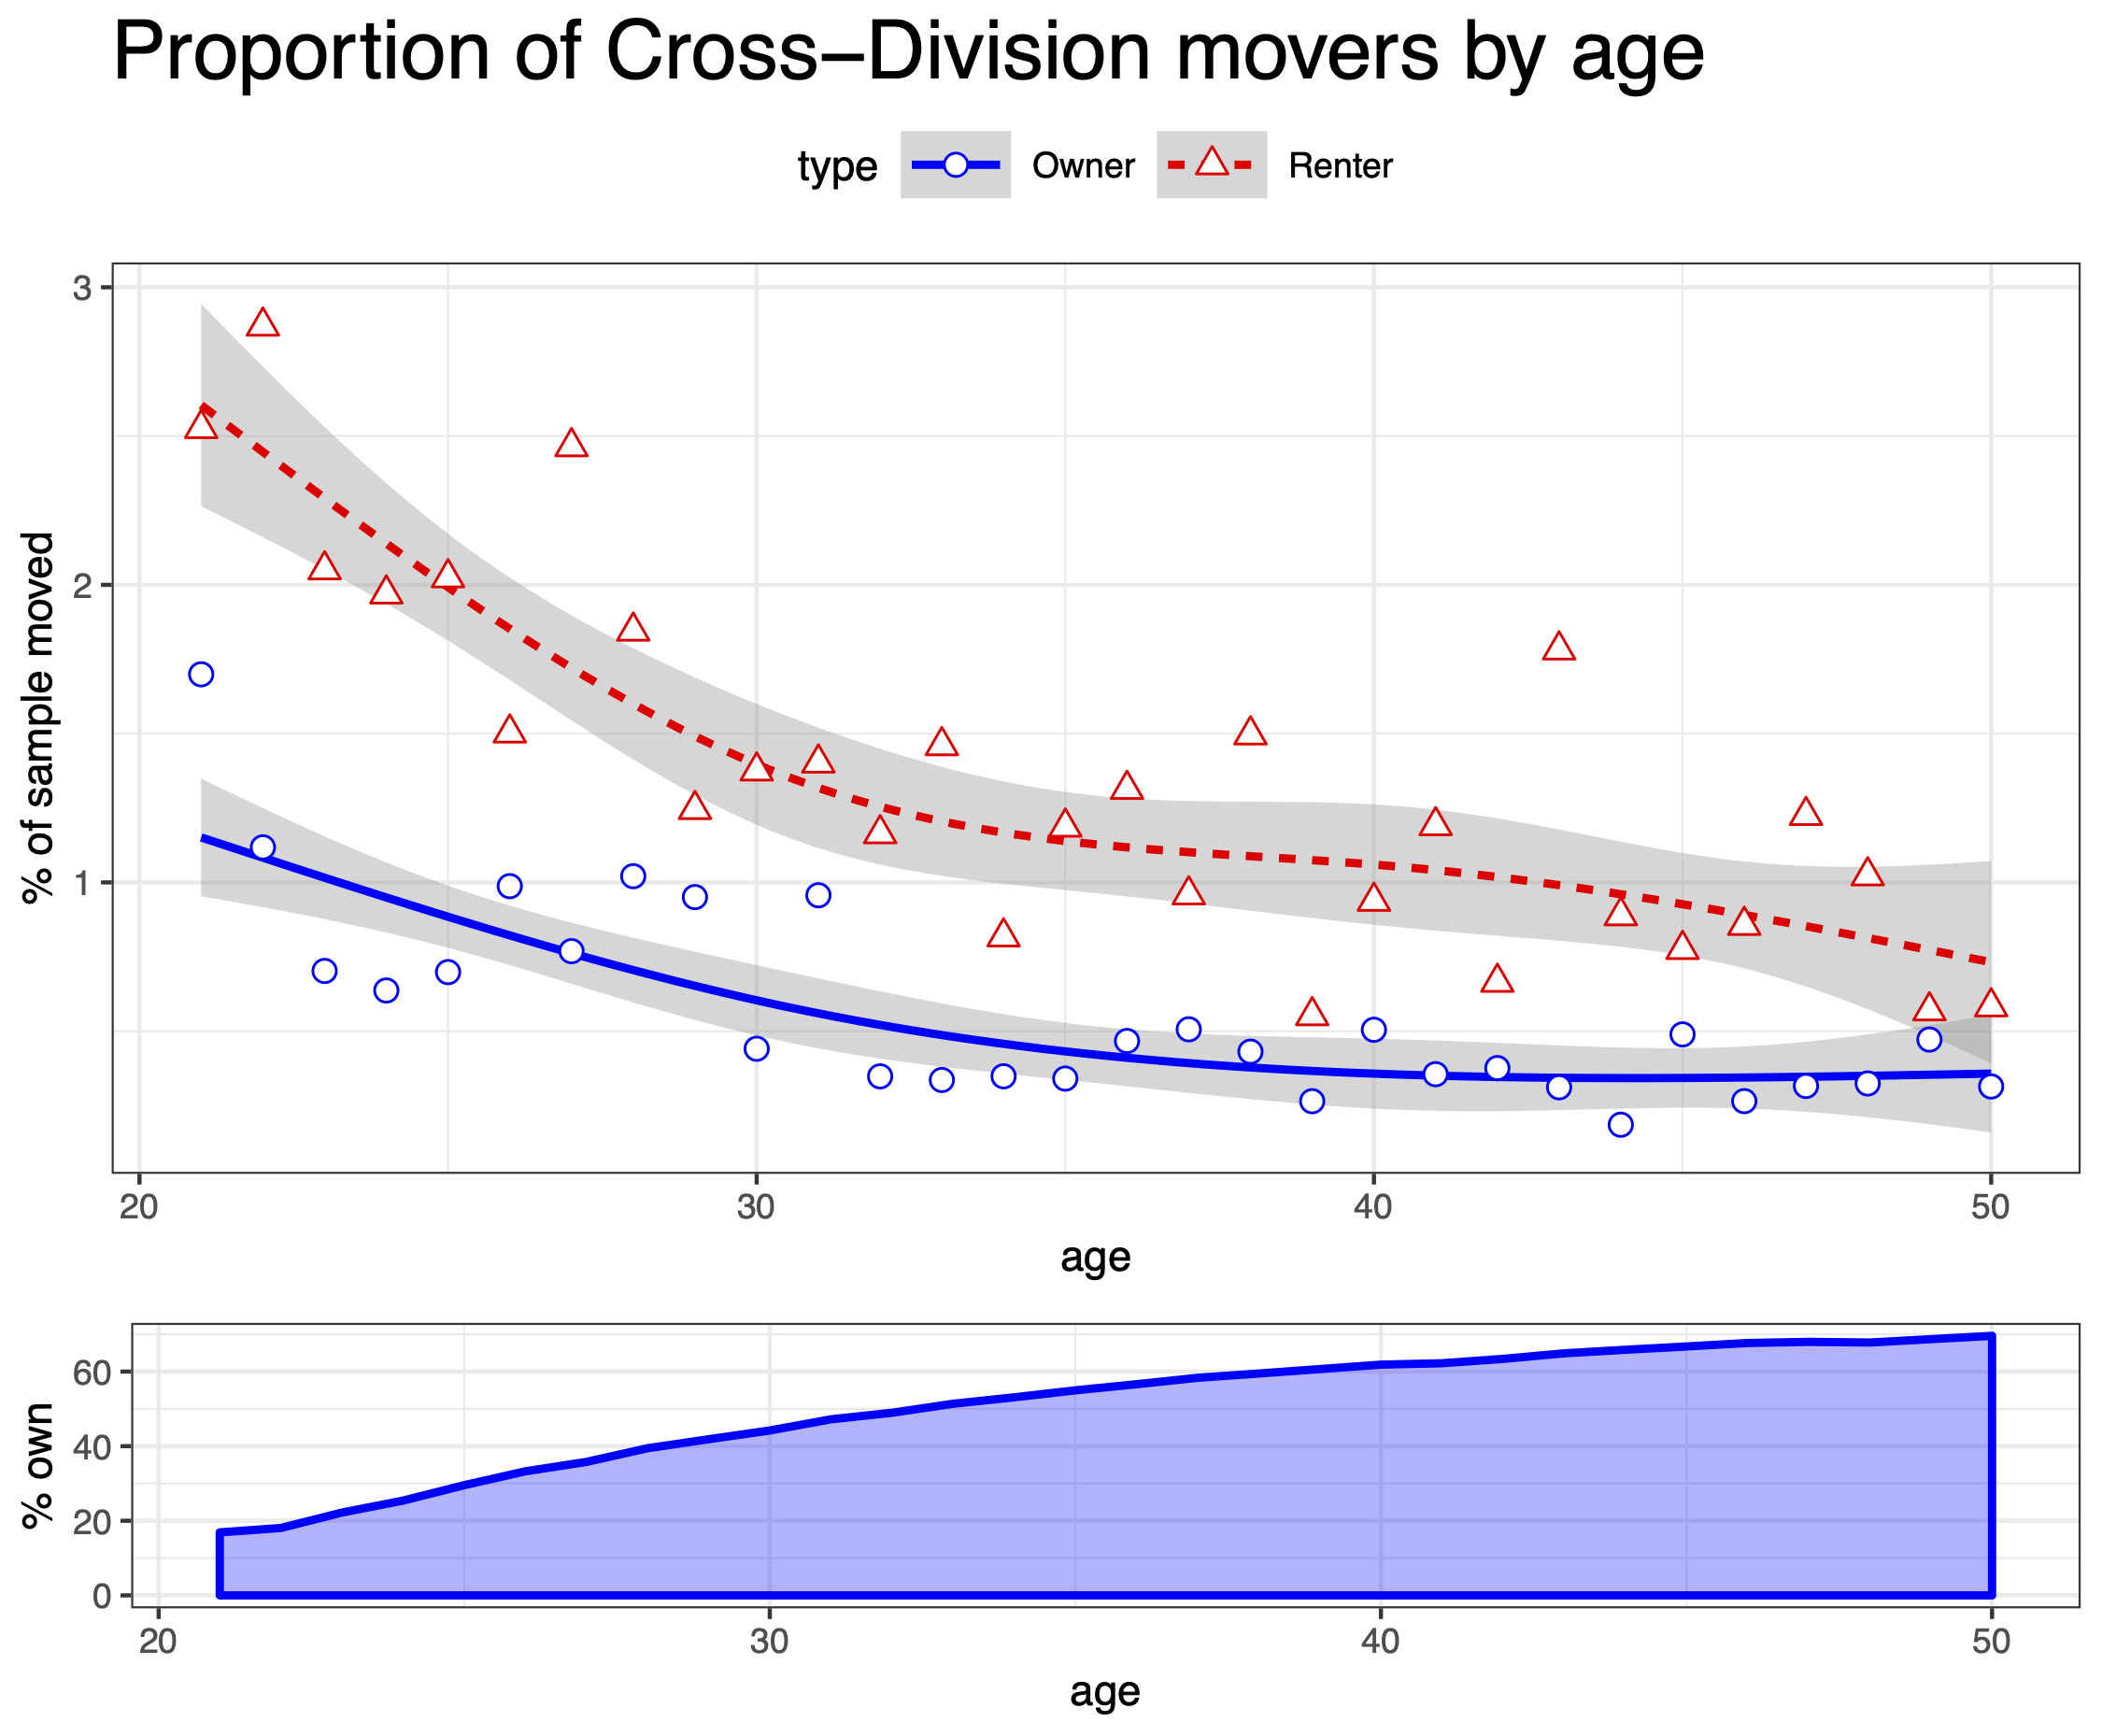 Proportion of Cross−Division movers by age
type Owner Renter
% of sample moved
3
2
1
20 30 40 50
age
% own
60
40
20
0
20 30 40 50
age